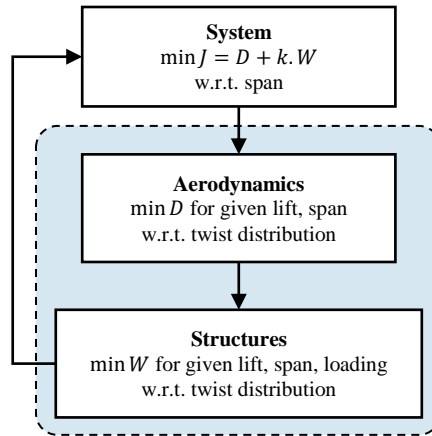 System
min J = D + k. W
w.r.t. span
Aerodynamics
min D for given lift, span
w.r.t. twist distribution
Structures
min W for given lift, span, loading
w.r.t. twist distribution